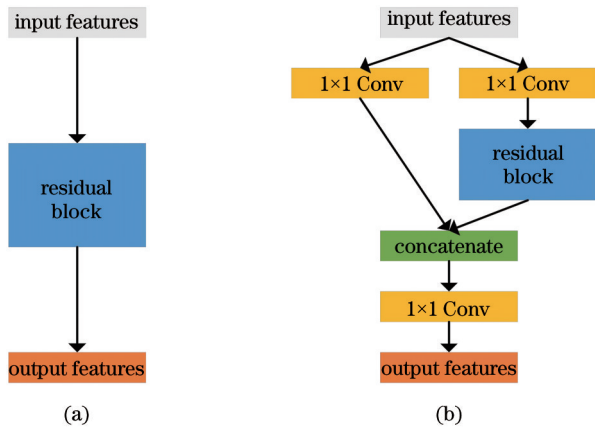 input features
residual
block
output features
(a)
input features
1×1 Conv
1×1 Conv
residual
block
concatenate
1×1 Conv
output features
(b)